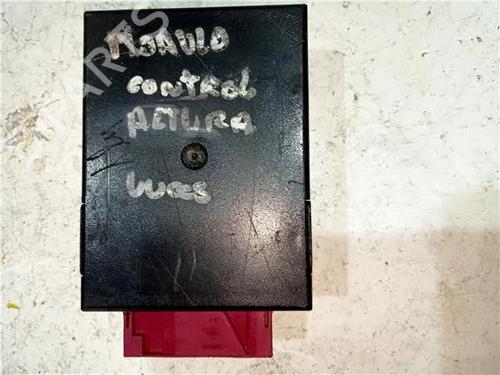 MODULO
CONTROL
ALTURA
LUCES